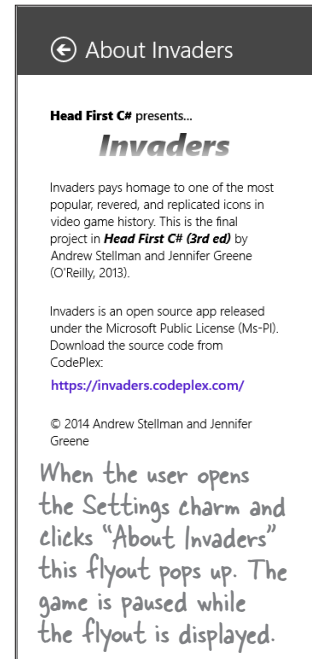 About Invaders
Head First C# presents...
Invaders
Invaders pays homage to one of the most
popular, revered, and replicated icons in
video game history. This is the final
project in Head First C# (3rd ed) by
Andrew Stellman and Jennifer Greene
(O'Reilly, 2013).
Invaders is an open source app released
under the Microsoft Public License (Ms-Pl).
Download the source code from
CodePlex:
https://invaders.codeplex.com/
© 2014 Andrew Stellman and Jennifer
Greene
When the user opens
the Settings charm and
clicks “About Invaders”
this flyout pops up. The
game is paused while
the flyout is displayed.